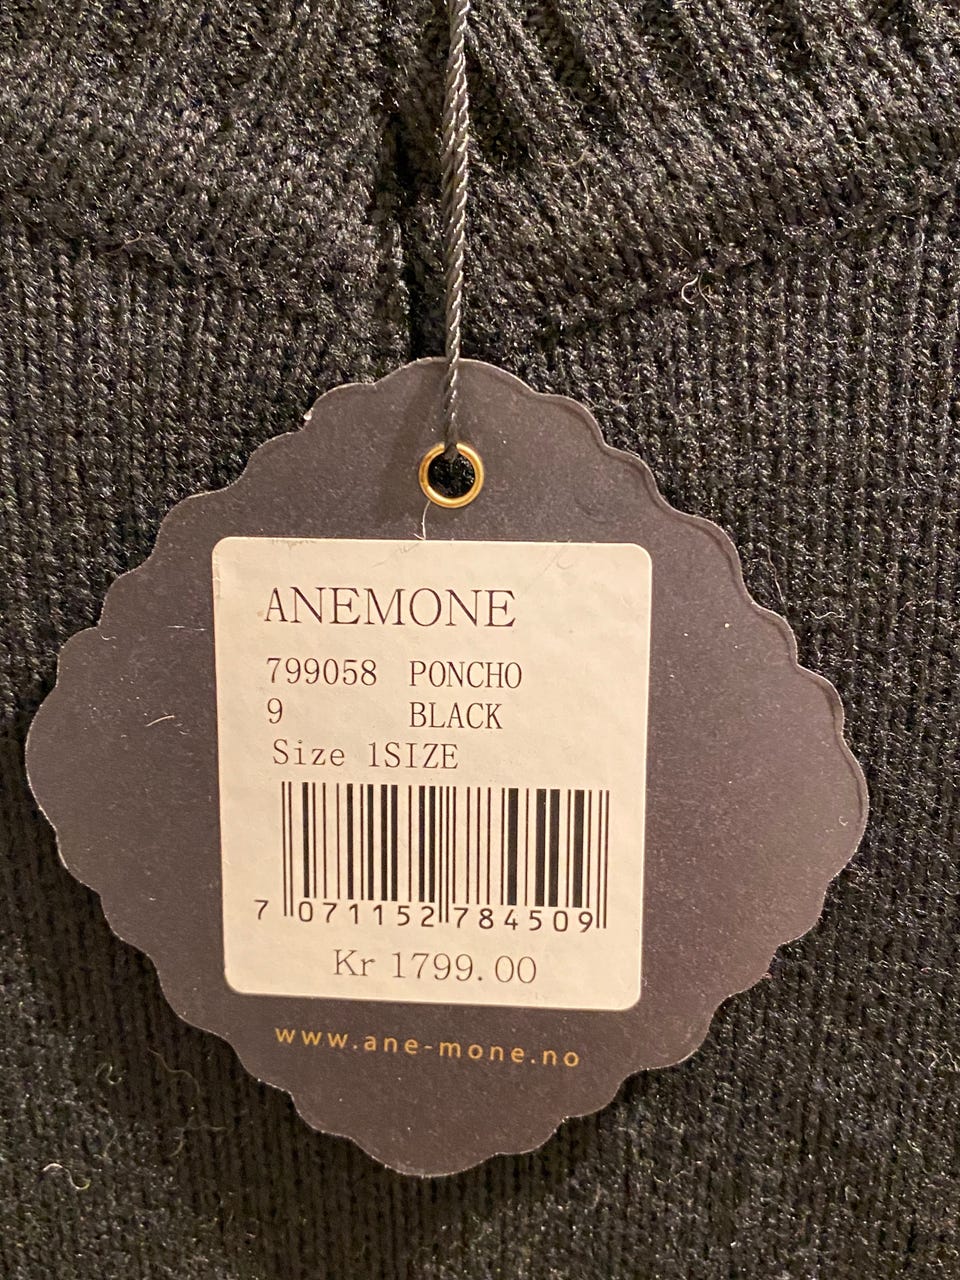 ANEMONE
799058 PONCHO
9 BLACK
Size 1SIZE
7 071152 784509
Kr 1799.00
www.ane-mone.no